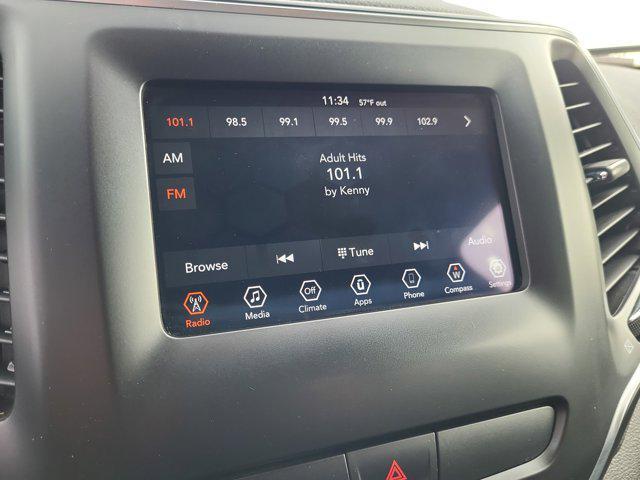 11:34 57°F out
101.1 98.5 99.1 99.5 99.9 102.9
AM
FM
Adult Hits
101.1
by Kenny
Browse Tune Audio
Off W
Radio Media Climate Apps Phone Compass Settings